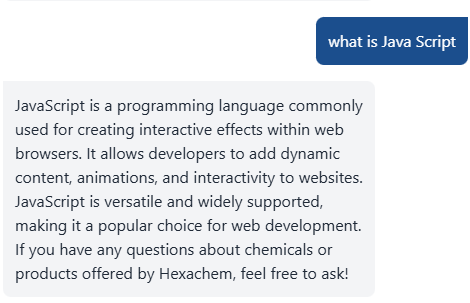 what is Java Script
JavaScript is a programming language commonly
used for creating interactive effects within web
browsers. It allows developers to add dynamic
content, animations, and interactivity to websites.
JavaScript is versatile and widely supported,
making it a popular choice for web development.
If you have any questions about chemicals or
products offered by Hexachem, feel free to ask!